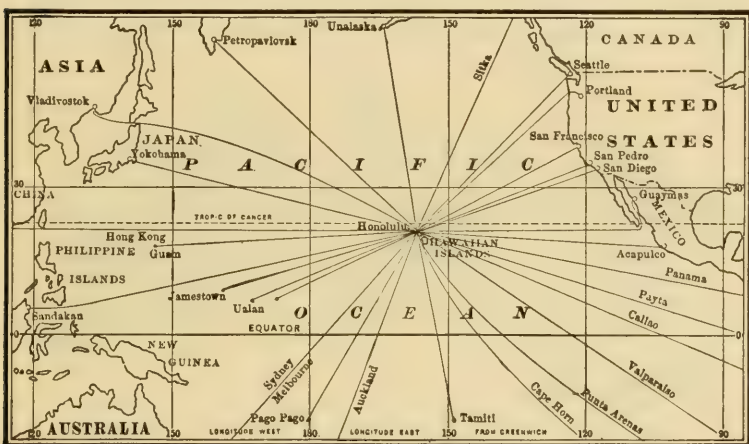 120
150
180
150
120
90
Unalaska
CANADA
Petropavlovsk
ASIA
Sitka
Seattle
Vladivostok
Portland
UNITED
STATES
JAPAN
Yokohama
San Francisco
San Pedro
San Diego
PACIFIC
30
30
CHINA
Guaymas
MEXICO
TROPIC OF CANCER
Honolulu
Hong Kong
HAWAIIAN
ISLANDS
Guam
Acapulco
PHILIPPINE
ISLANDS
Panama
Jamestown
Ualan
Payta
Sandakan
OCEAN
Callao
EQUATOR
0
0
NEW
GUINEA
Sydney
Melbourne
Auckland
Valparaiso
Punta Arenas
Cape Horn
Pago Pago
Tamiti
AUSTRALIA
120
150
LONGITUDE WEST
180
LONGITUDE EAST
150
FROM GREENWICH
120
90